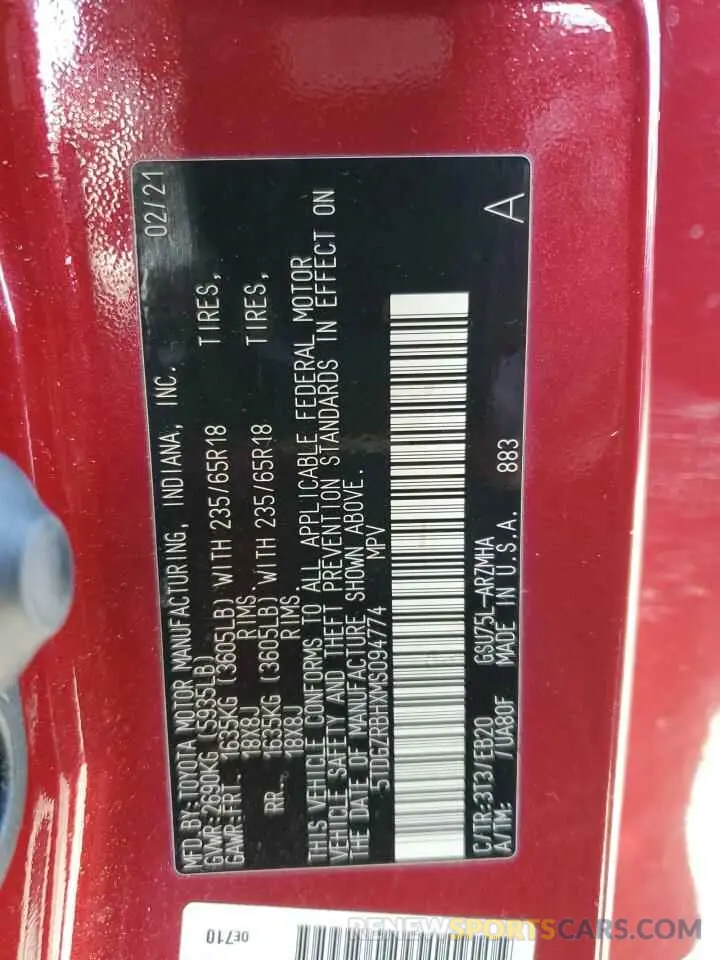 MFD BY:TOYOTA MOTOR MANUFACTURING, INDIANA, INC. 02/21
GVWR:2690KG (5935LB)
GAWR:FRT. 1635KG (3605LB) WITH 235/65R18 TIRES,
18X8J RIMS.
RR. 1635KG (3605LB) WITH 235/65R18 TIRES,
18X8J RIMS.
THIS VEHICLE CONFORMS TO ALL APPLICABLE FEDERAL MOTOR
VEHICLE SAFETY AND THEFT PREVENTION STANDARDS IN EFFECT ON
THE DATE OF MANUFACTURE SHOWN ABOVE.
5TDGZRBHXMS094774 MPV
C/TR:3T3/EB20 GSU75L-ARZMHA
A/TM: /UA80F MADE IN U.S.A. 883 A
0E710
RENEWSPORTSCARS.COM